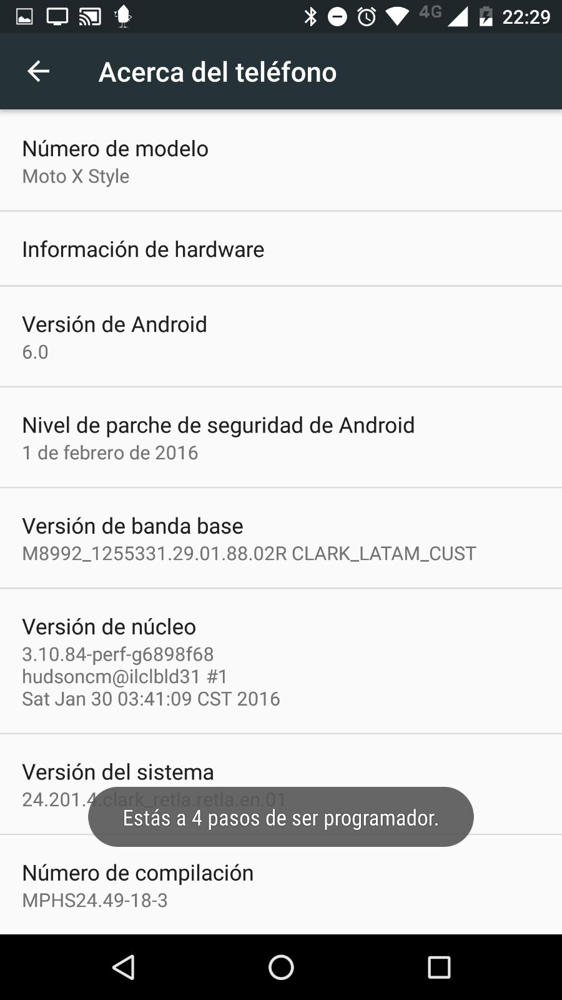 4G 22:29
Acerca del teléfono
Número de modelo
Moto X Style
Información de hardware
Versión de Android
6.0
Nivel de parche de seguridad de Android
1 de febrero de 2016
Versión de banda base
M8992_1255331.29.01.88.02R CLARK_LATAM_CUST
Versión de núcleo
3.10.84-perf-g6898f68
hudsoncm@ilclbld31 #1
Sat Jan 30 03:41:09 CST 2016
Versión del sistema
24.201.4.clark_retla.retla.en.01
Estás a 4 pasos de ser programador.
Número de compilación
MPHS24.49-18-3